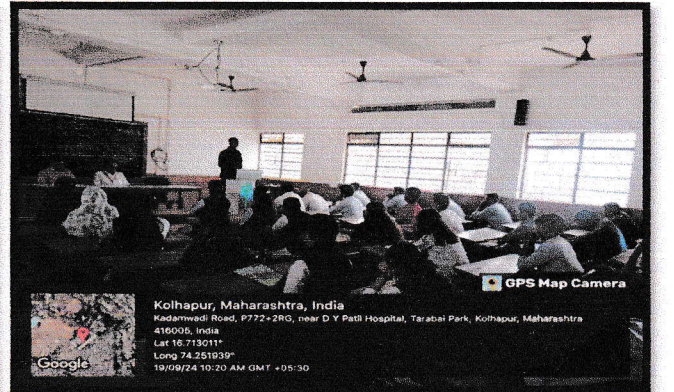 GPS Map Camera
Kolhapur, Maharashtra, India
Kadamwadi Road, P772+2RG, near D Y Patil Hospital, Tarabai Park, Kolhapur, Maharashtra
416005, India
Lat 16.713011°
Long 74.251939°
19/09/24 10:20 AM GMT +05:30
Google